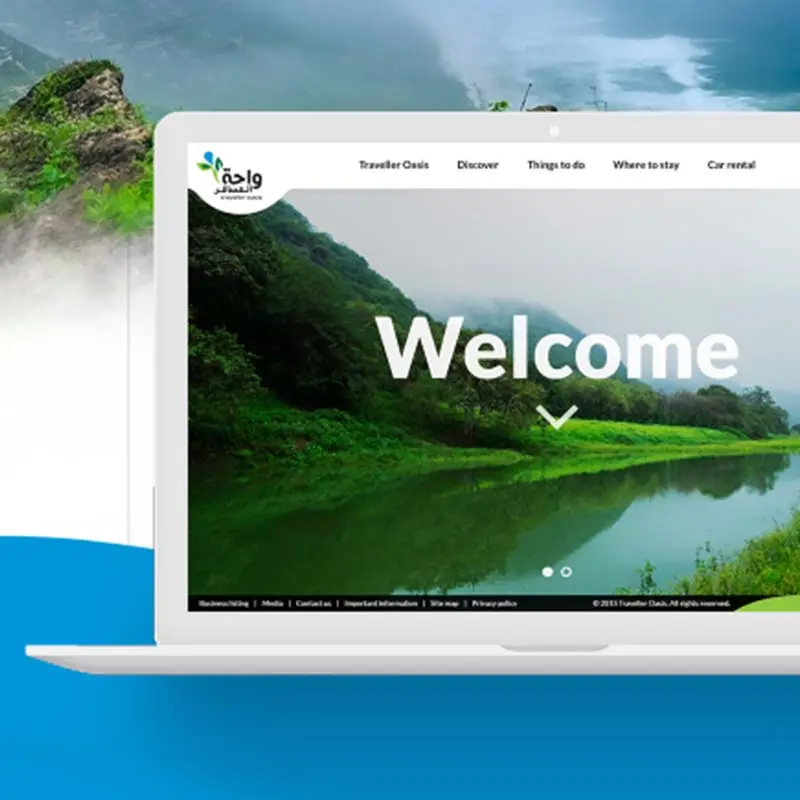 واحة
المسافر
traveller oasis
Traveller Oasis Discover Things to do Where to stay Car rental
Welcome
Business listing | Media | Contact us | Important information | Site map | Privacy policy © 2015 Traveller Oasis. All rights reserved.